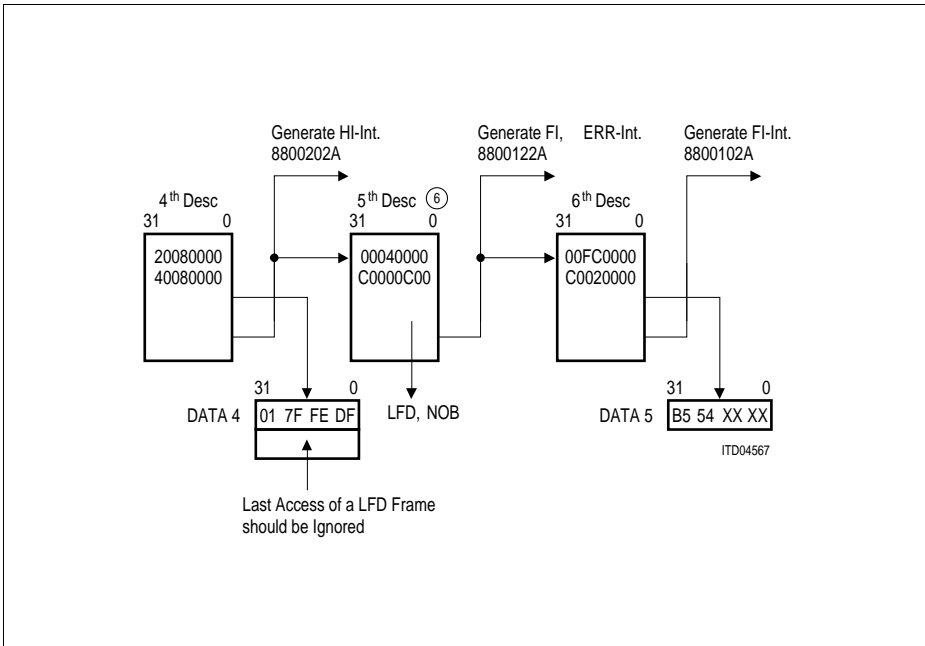 Generate HI-Int.
8800202A
Generate FI, ERR-Int.
8800122A
Generate FI-Int.
8800102A
4th Desc
31 0
20080000
40080000
5th Desc 6
31 0
00040000
C0000C00
6th Desc
31 0
00FC0000
C0020000
31 0
DATA 4 01 7F FE DF
LFD, NOB
31 0
DATA 5 B5 54 XX XX
ITD04567
Last Access of a LFD Frame
should be Ignored